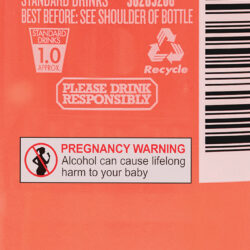 STANDARD DRINKS
BEST BEFORE: SEE SHOULDER OF BOTTLE
STANDARD
DRINKS
1.0
APPROX.
Recycle
PLEASE DRINK
RESPONSIBLY
PREGNANCY WARNING
Alcohol can cause lifelong
harm to your baby